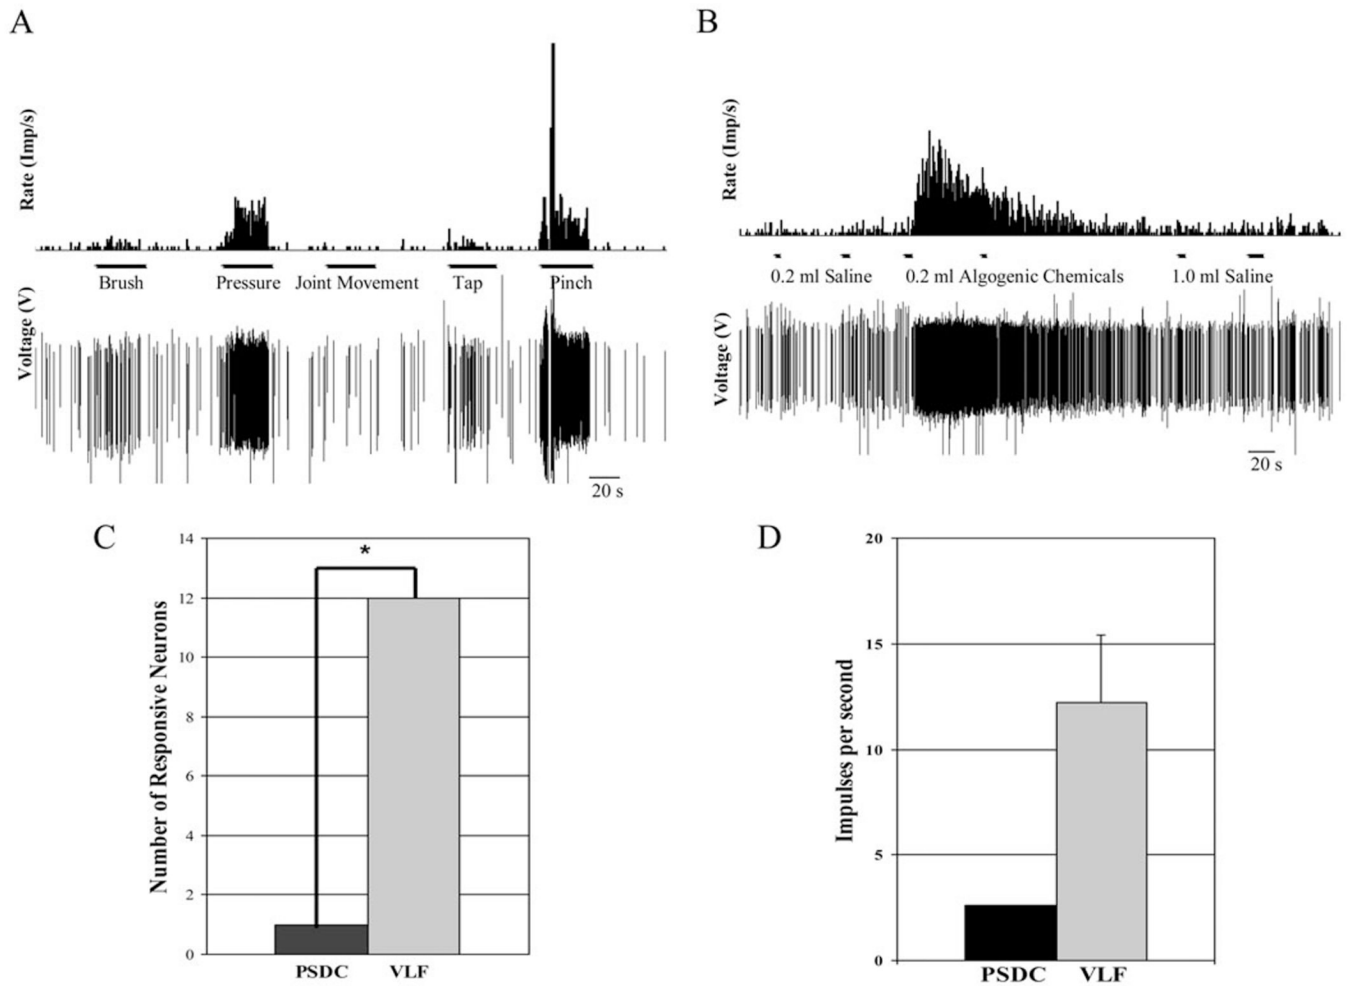 A
Rate (Imp/s)
Brush Pressure Joint Movement Tap Pinch
Voltage (V)
20 s
B
Rate (Imp/s)
0.2 ml Saline 0.2 ml Algogenic Chemicals 1.0 ml Saline
Voltage (V)
20 s
C
Number of Responsive Neurons
14
*
12
10
8
6
4
2
0
PSDC VLF
D
Impulses per second
20
15
10
5
0
PSDC VLF